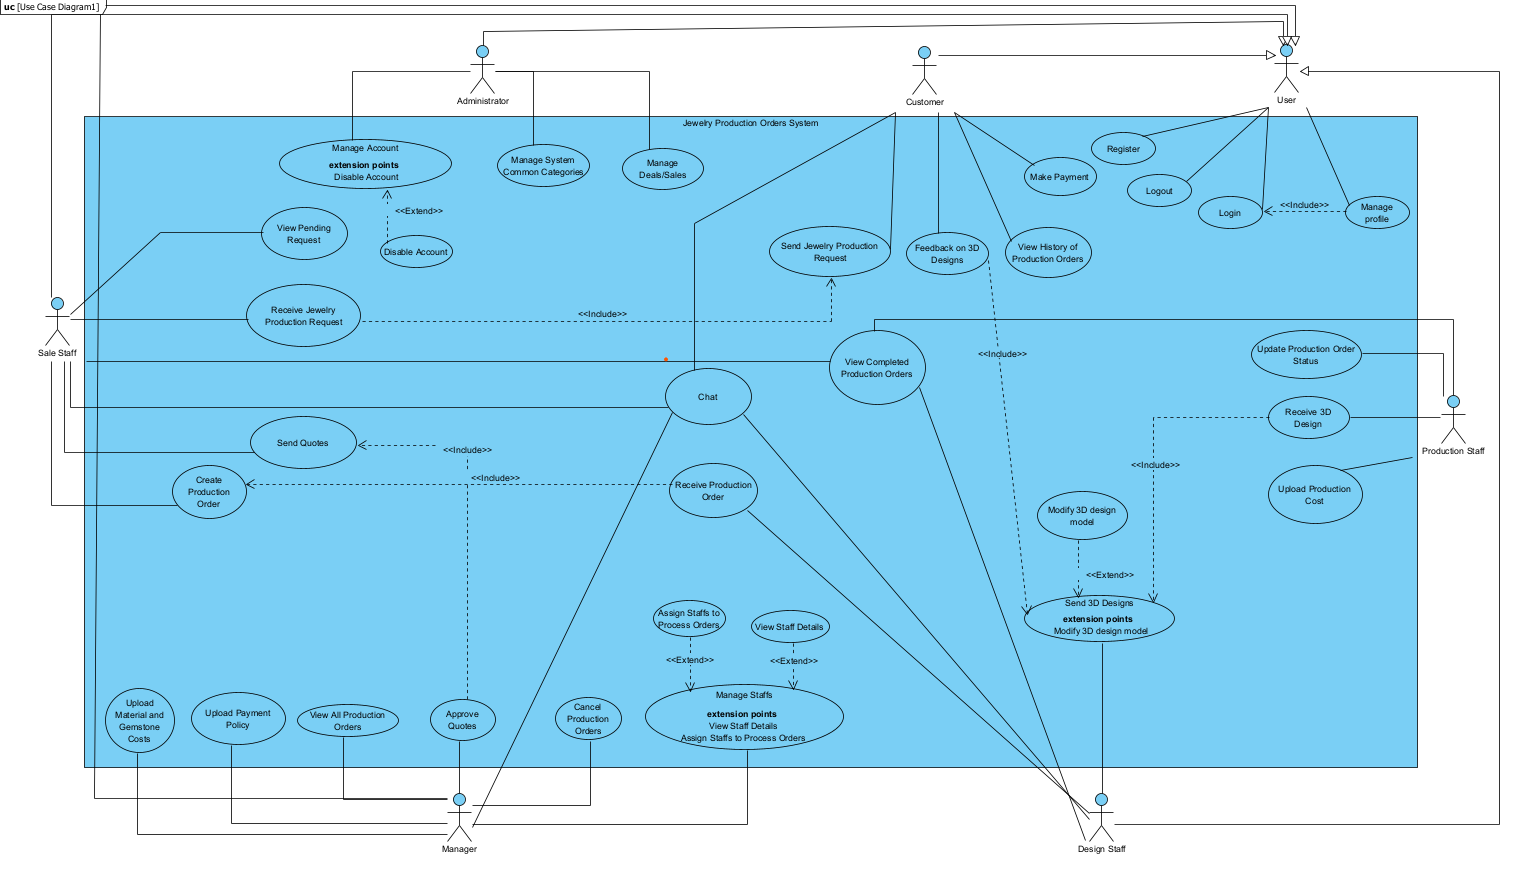 uc [Use Case Diagram1]
Administrator
Customer
User
Jewelry Production Orders System
Manage Account
extension points
Disable Account
Manage System
Common Categories
Manage
Deals/Sales
Make Payment
Register
Logout
Login
<<Include>>
Manage
profile
<<Extend>>
Disable Account
View Pending
Request
Send Jewelry Production
Request
Feedback on 3D
Designs
View History of
Production Orders
Sale Staff
Receive Jewelry
Production Request
<<Include>>
<<Include>>
View Completed
Production Orders
Update Production Order
Status
Chat
Receive 3D
Design
Production Staff
Send Quotes
<<Include>>
<<Include>>
<<Include>>
Create
Production
Order
Receive Production
Order
Upload Production
Cost
Modify 3D design
model
<<Extend>>
Send 3D Designs
extension points
Modify 3D design model
Assign Staffs to
Process Orders
View Staff Details
<<Extend>>
<<Extend>>
Manage Staffs
extension points
View Staff Details
Assign Staffs to Process Orders
Upload
Material and
Gemstone
Costs
Upload Payment
Policy
View All Production
Orders
Approve
Quotes
Cancel
Production
Orders
Manager
Design Staff